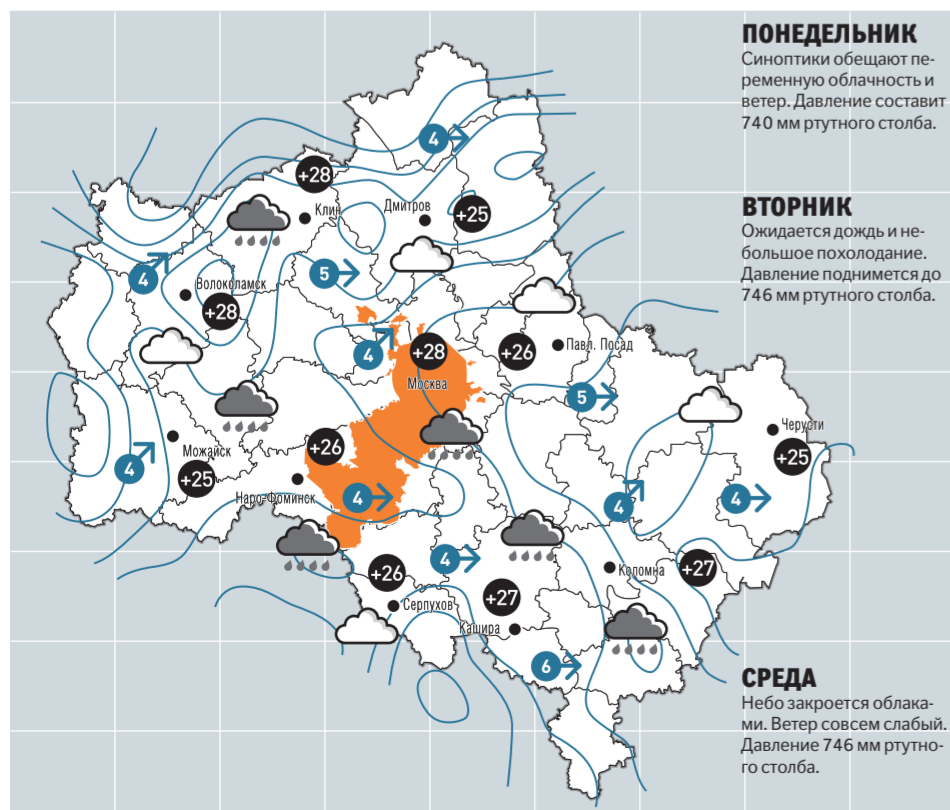 ПОНЕДЕЛЬНИК
Синоптики обещают пе-
ременную облачность и
ветер. Давление составит
740 мм ртутного столба.
ВТОРНИК
Ожидается дождь и не-
большое похолодание.
Давление поднимется до
746 мм ртутного столба.
СРЕДА
Небо закроется облака-
ми. Ветер совсем слабый.
Давление 746 мм ртутно-
го столба.
4
+28
Клин
Дмитров
+25
4
5
Волоколамск
+28
4
+28
Москва
+26
Павл. Посад
5
Черусти
+25
+26
4
Можайск
+25
Наро-Фоминск
4
4
4
4
+26
Серпухов
+27
Кашира
Коломна
+27
6